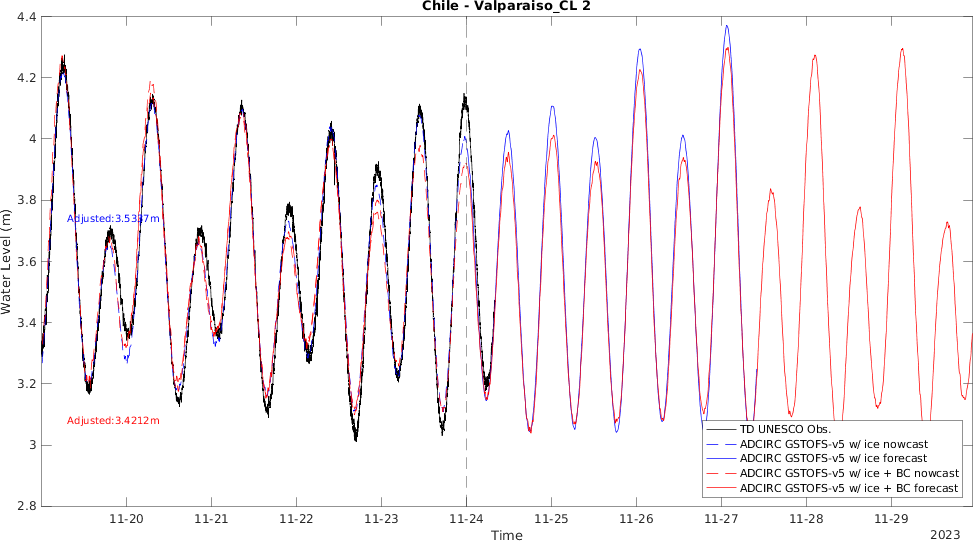 Chile - Valparaiso_CL 2
4.4
4.2
4
3.8
3.6
3.4
3.2
3
2.8
Water Level (m)
Adjusted:3.5337m
Adjusted:3.4212m
TD UNESCO Obs.
ADCIRC GSTOFS-v5 w/ ice nowcast
ADCIRC GSTOFS-v5 w/ ice forecast
ADCIRC GSTOFS-v5 w/ ice + BC nowcast
ADCIRC GSTOFS-v5 w/ ice + BC forecast
11-20 11-21 11-22 11-23 11-24 11-25 11-26 11-27 11-28 11-29
Time
2023